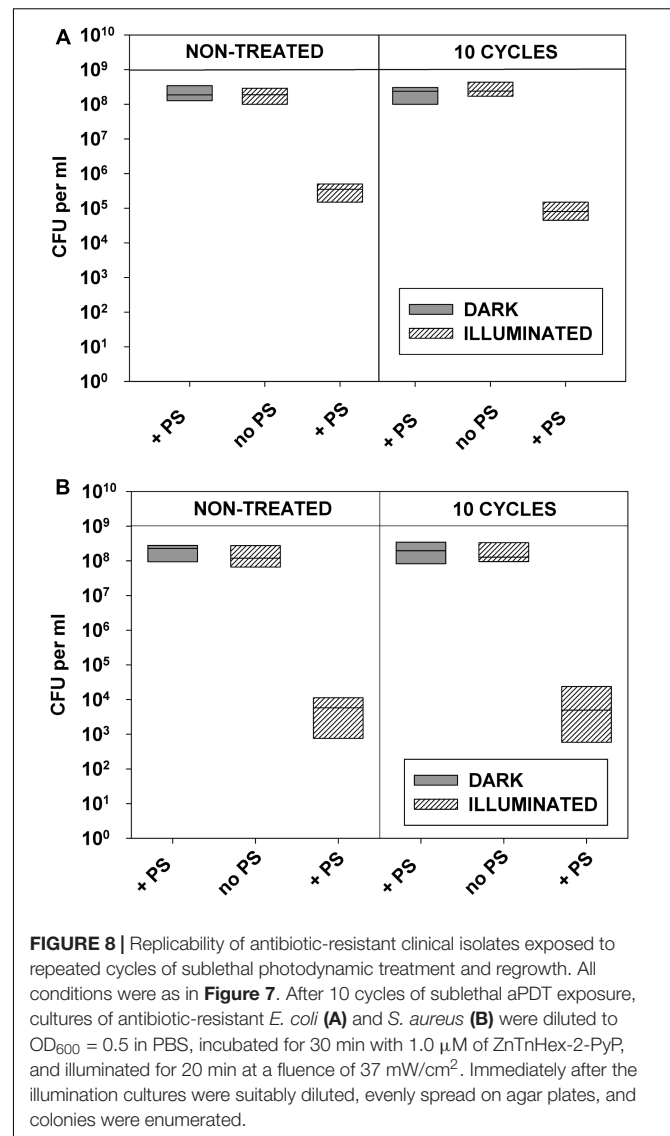 A
NON-TREATED 10 CYCLES
CFU per ml
10¹⁰
10⁹
10⁸
10⁷
10⁶
10⁵
10⁴
10³
10²
10¹
10⁰
DARK
ILLUMINATED
+ PS no PS + PS + PS no PS + PS
B
NON-TREATED 10 CYCLES
CFU per ml
10¹⁰
10⁹
10⁸
10⁷
10⁶
10⁵
10⁴
10³
10²
10¹
10⁰
DARK
ILLUMINATED
+ PS no PS + PS + PS no PS + PS
FIGURE 8 | Replicability of antibiotic-resistant clinical isolates exposed to
repeated cycles of sublethal photodynamic treatment and regrowth. All
conditions were as in Figure 7. After 10 cycles of sublethal aPDT exposure,
cultures of antibiotic-resistant E. coli (A) and S. aureus (B) were diluted to
OD₆₀₀ = 0.5 in PBS, incubated for 30 min with 1.0 μM of ZnTnHex-2-PyP,
and illuminated for 20 min at a fluence of 37 mW/cm². Immediately after the
illumination cultures were suitably diluted, evenly spread on agar plates, and
colonies were enumerated.